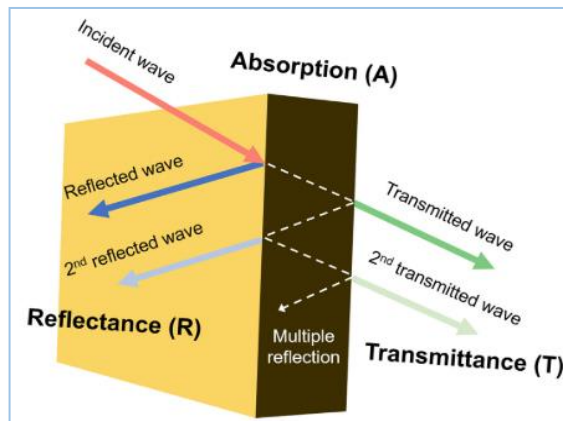 Incident wave
Absorption (A)
Reflected wave
Transmitted wave
2nd reflected wave
2nd transmitted wave
Reflectance (R)
Multiple
reflection
Transmittance (T)